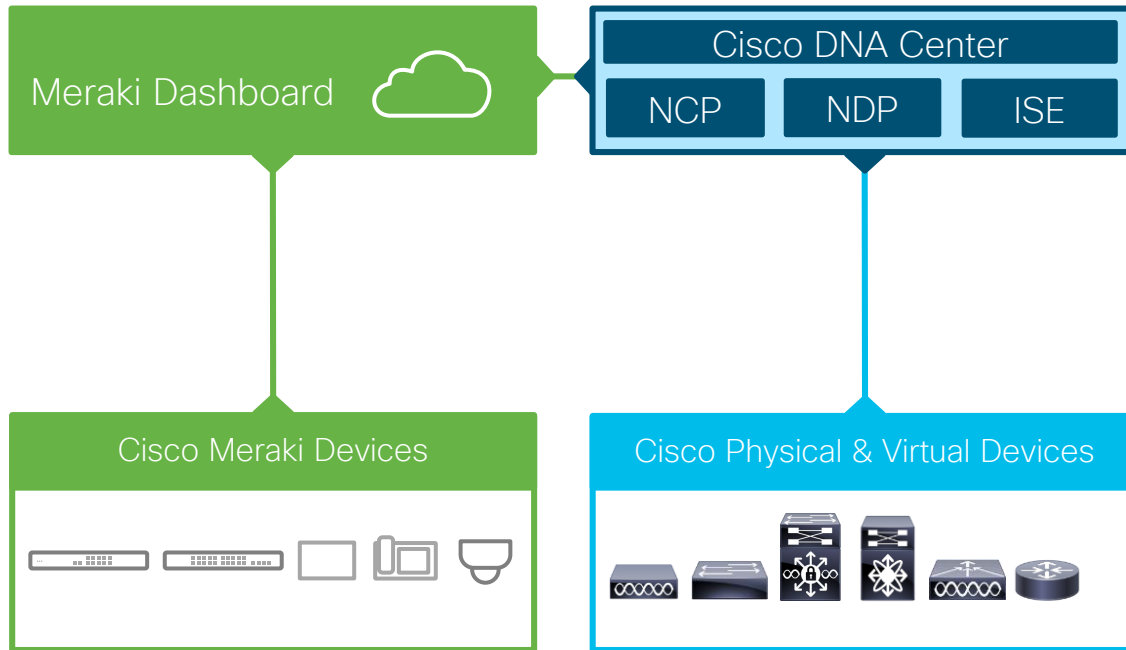 Meraki Dashboard
Cisco DNA Center
NCP
NDP
ISE
Cisco Meraki Devices
Cisco Physical & Virtual Devices